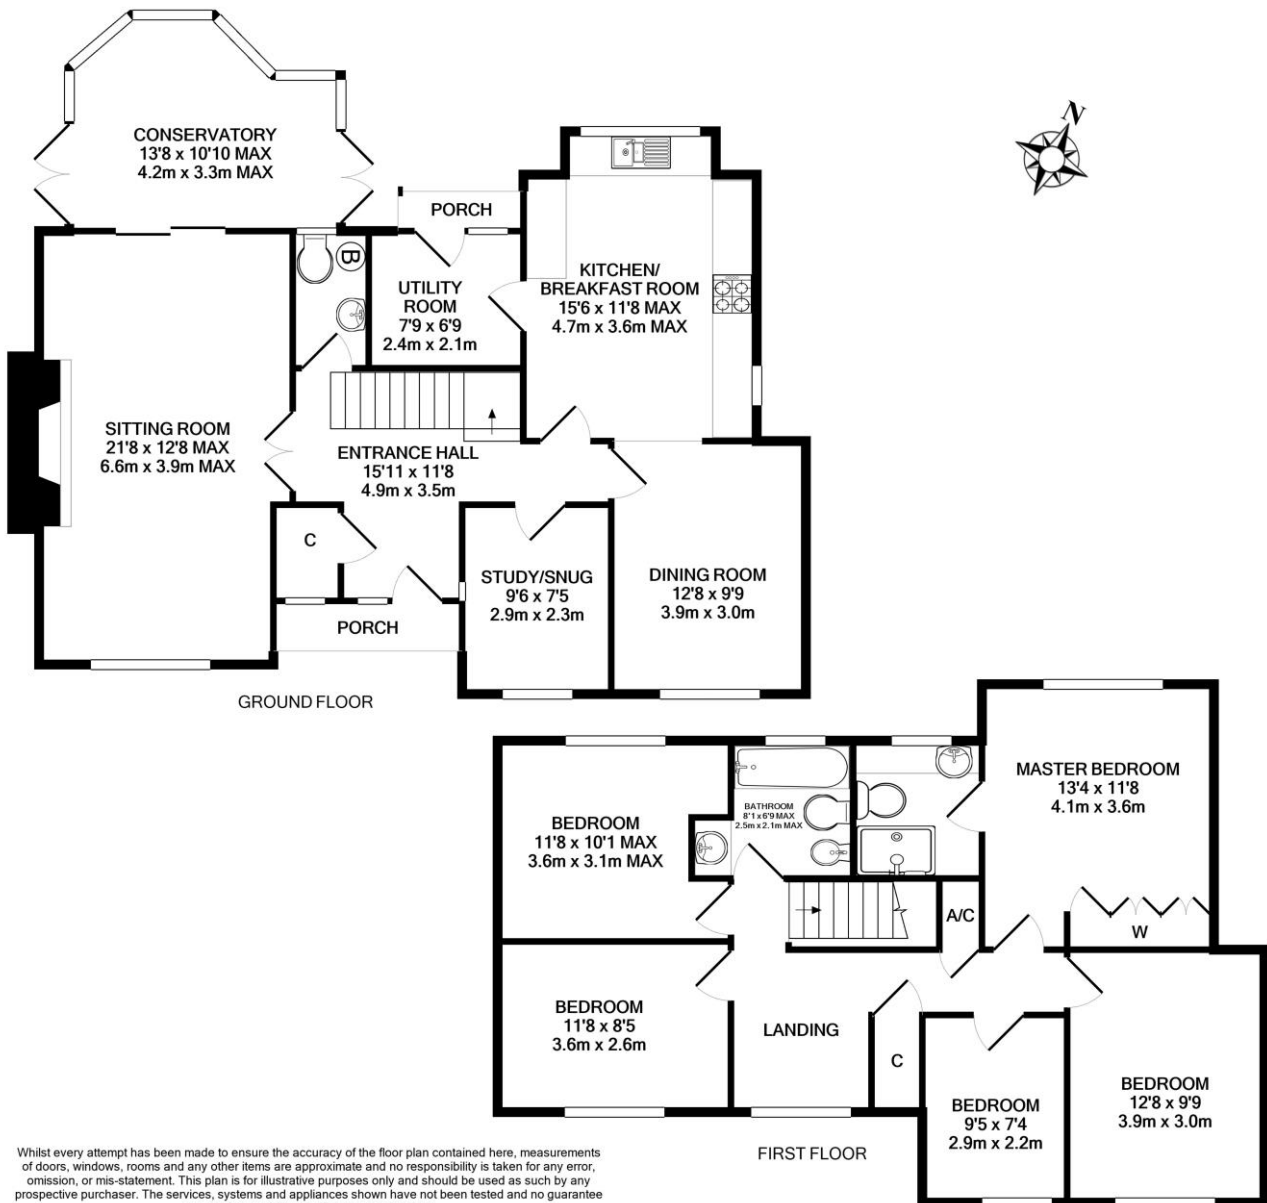 N
CONSERVATORY
13'8 x 10'10 MAX
4.2m x 3.3m MAX
PORCH
B
UTILITY
ROOM
7'9 x 6'9
2.4m x 2.1m
KITCHEN/
BREAKFAST ROOM
15'6 x 11'8 MAX
4.7m x 3.6m MAX
SITTING ROOM
21'8 x 12'8 MAX
6.6m x 3.9m MAX
ENTRANCE HALL
15'11 x 11'8
4.9m x 3.5m
C
STUDY/SNUG
9'6 x 7'5
2.9m x 2.3m
DINING ROOM
12'8 x 9'9
3.9m x 3.0m
PORCH
GROUND FLOOR
MASTER BEDROOM
13'4 x 11'8
4.1m x 3.6m
BATHROOM
8'1 x 6'9 MAX
2.5m x 2.1m MAX
BEDROOM
11'8 x 10'1 MAX
3.6m x 3.1m MAX
A/C
W
BEDROOM
11'8 x 8'5
3.6m x 2.6m
LANDING
C
BEDROOM
9'5 x 7'4
2.9m x 2.2m
BEDROOM
12'8 x 9'9
3.9m x 3.0m
FIRST FLOOR
Whilst every attempt has been made to ensure the accuracy of the floor plan contained here, measurements
of doors, windows, rooms and any other items are approximate and no responsibility is taken for any error,
omission, or mis-statement. This plan is for illustrative purposes only and should be used as such by any
prospective purchaser. The services, systems and appliances shown have not been tested and no guarantee